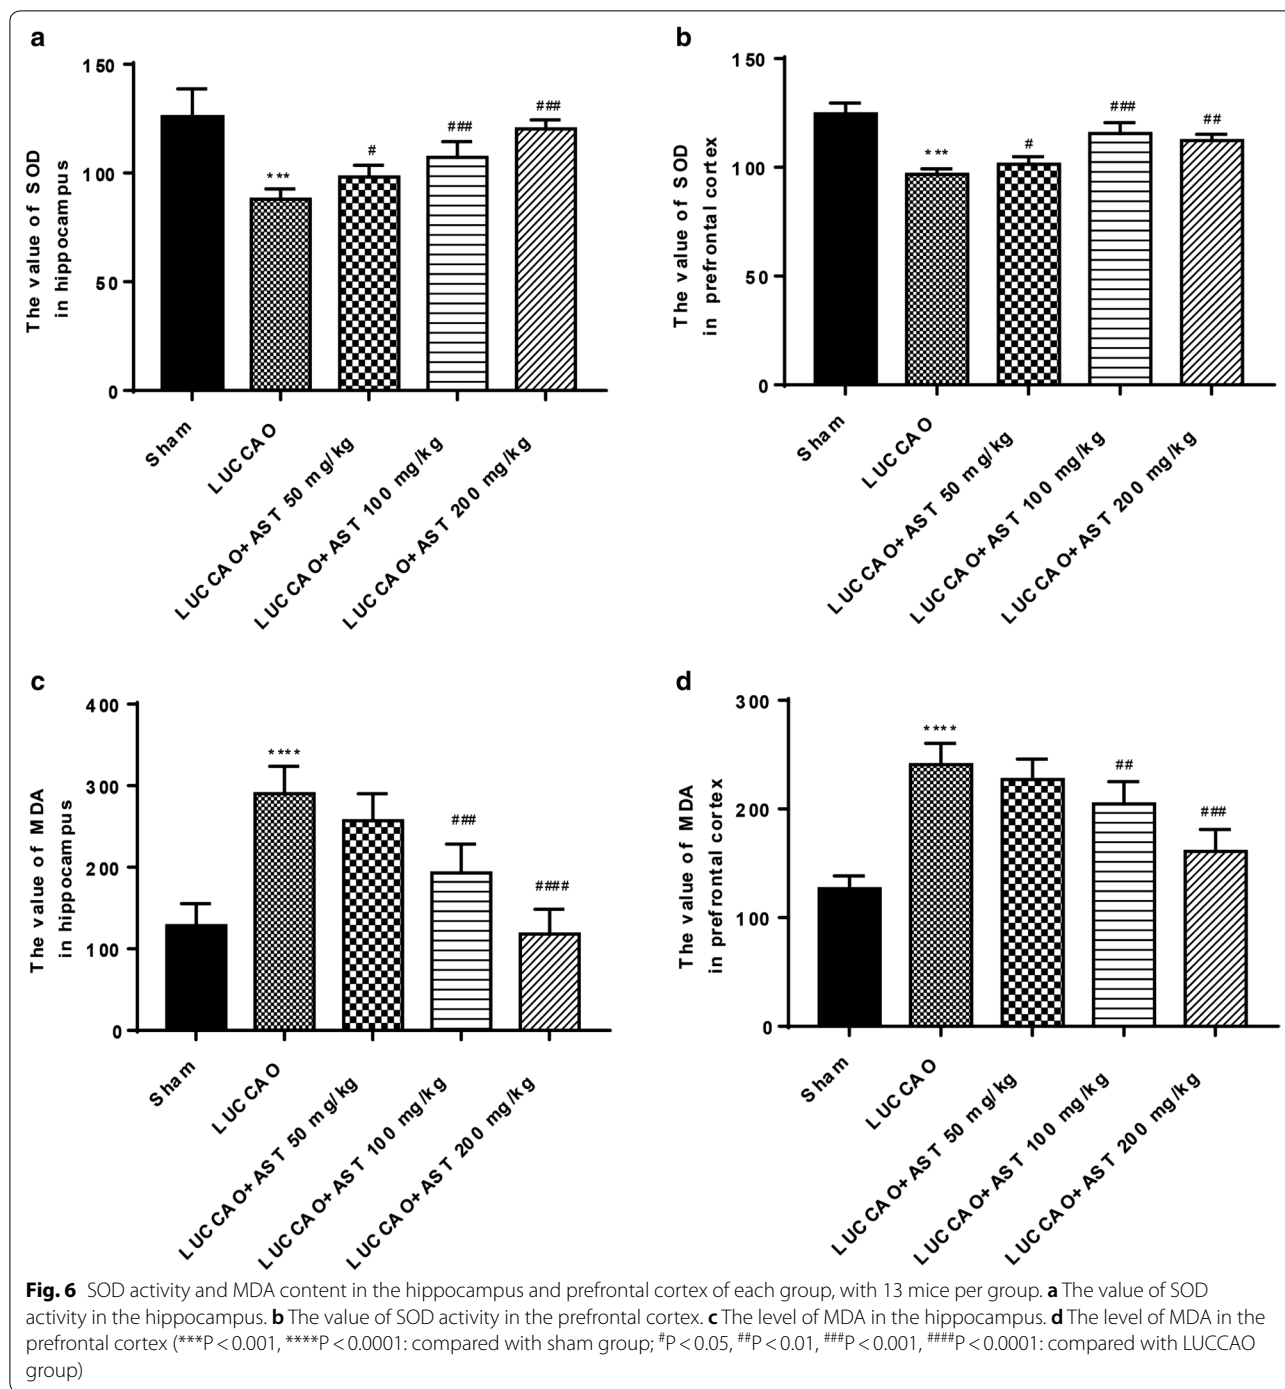 a
150
100
50
0
The value of SOD
in hippocampus
***
#
###
###
Sham
LUCCAO
LUCCAO+AST 50 mg/kg
LUCCAO+AST 100 mg/kg
LUCCAO+AST 200 mg/kg
b
150
100
50
0
The value of SOD
in prefrontal cortex
***
#
###
##
Sham
LUCCAO
LUCCAO+AST 50 mg/kg
LUCCAO+AST 100 mg/kg
LUCCAO+AST 200 mg/kg
c
400
300
200
100
0
The value of MDA
in hippocampus
****
###
####
Sham
LUCCAO
LUCCAO+AST 50 mg/kg
LUCCAO+AST 100 mg/kg
LUCCAO+AST 200 mg/kg
d
300
200
100
0
The value of MDA
in prefrontal cortex
****
##
###
Sham
LUCCAO
LUCCAO+AST 50 mg/kg
LUCCAO+AST 100 mg/kg
LUCCAO+AST 200 mg/kg
Fig. 6 SOD activity and MDA content in the hippocampus and prefrontal cortex of each group, with 13 mice per group. a The value of SOD
activity in the hippocampus. b The value of SOD activity in the prefrontal cortex. c The level of MDA in the hippocampus. d The level of MDA in the
prefrontal cortex (***P < 0.001, ****P < 0.0001: compared with sham group; #P < 0.05, ##P < 0.01, ###P < 0.001, ####P < 0.0001: compared with LUCCAO
group)